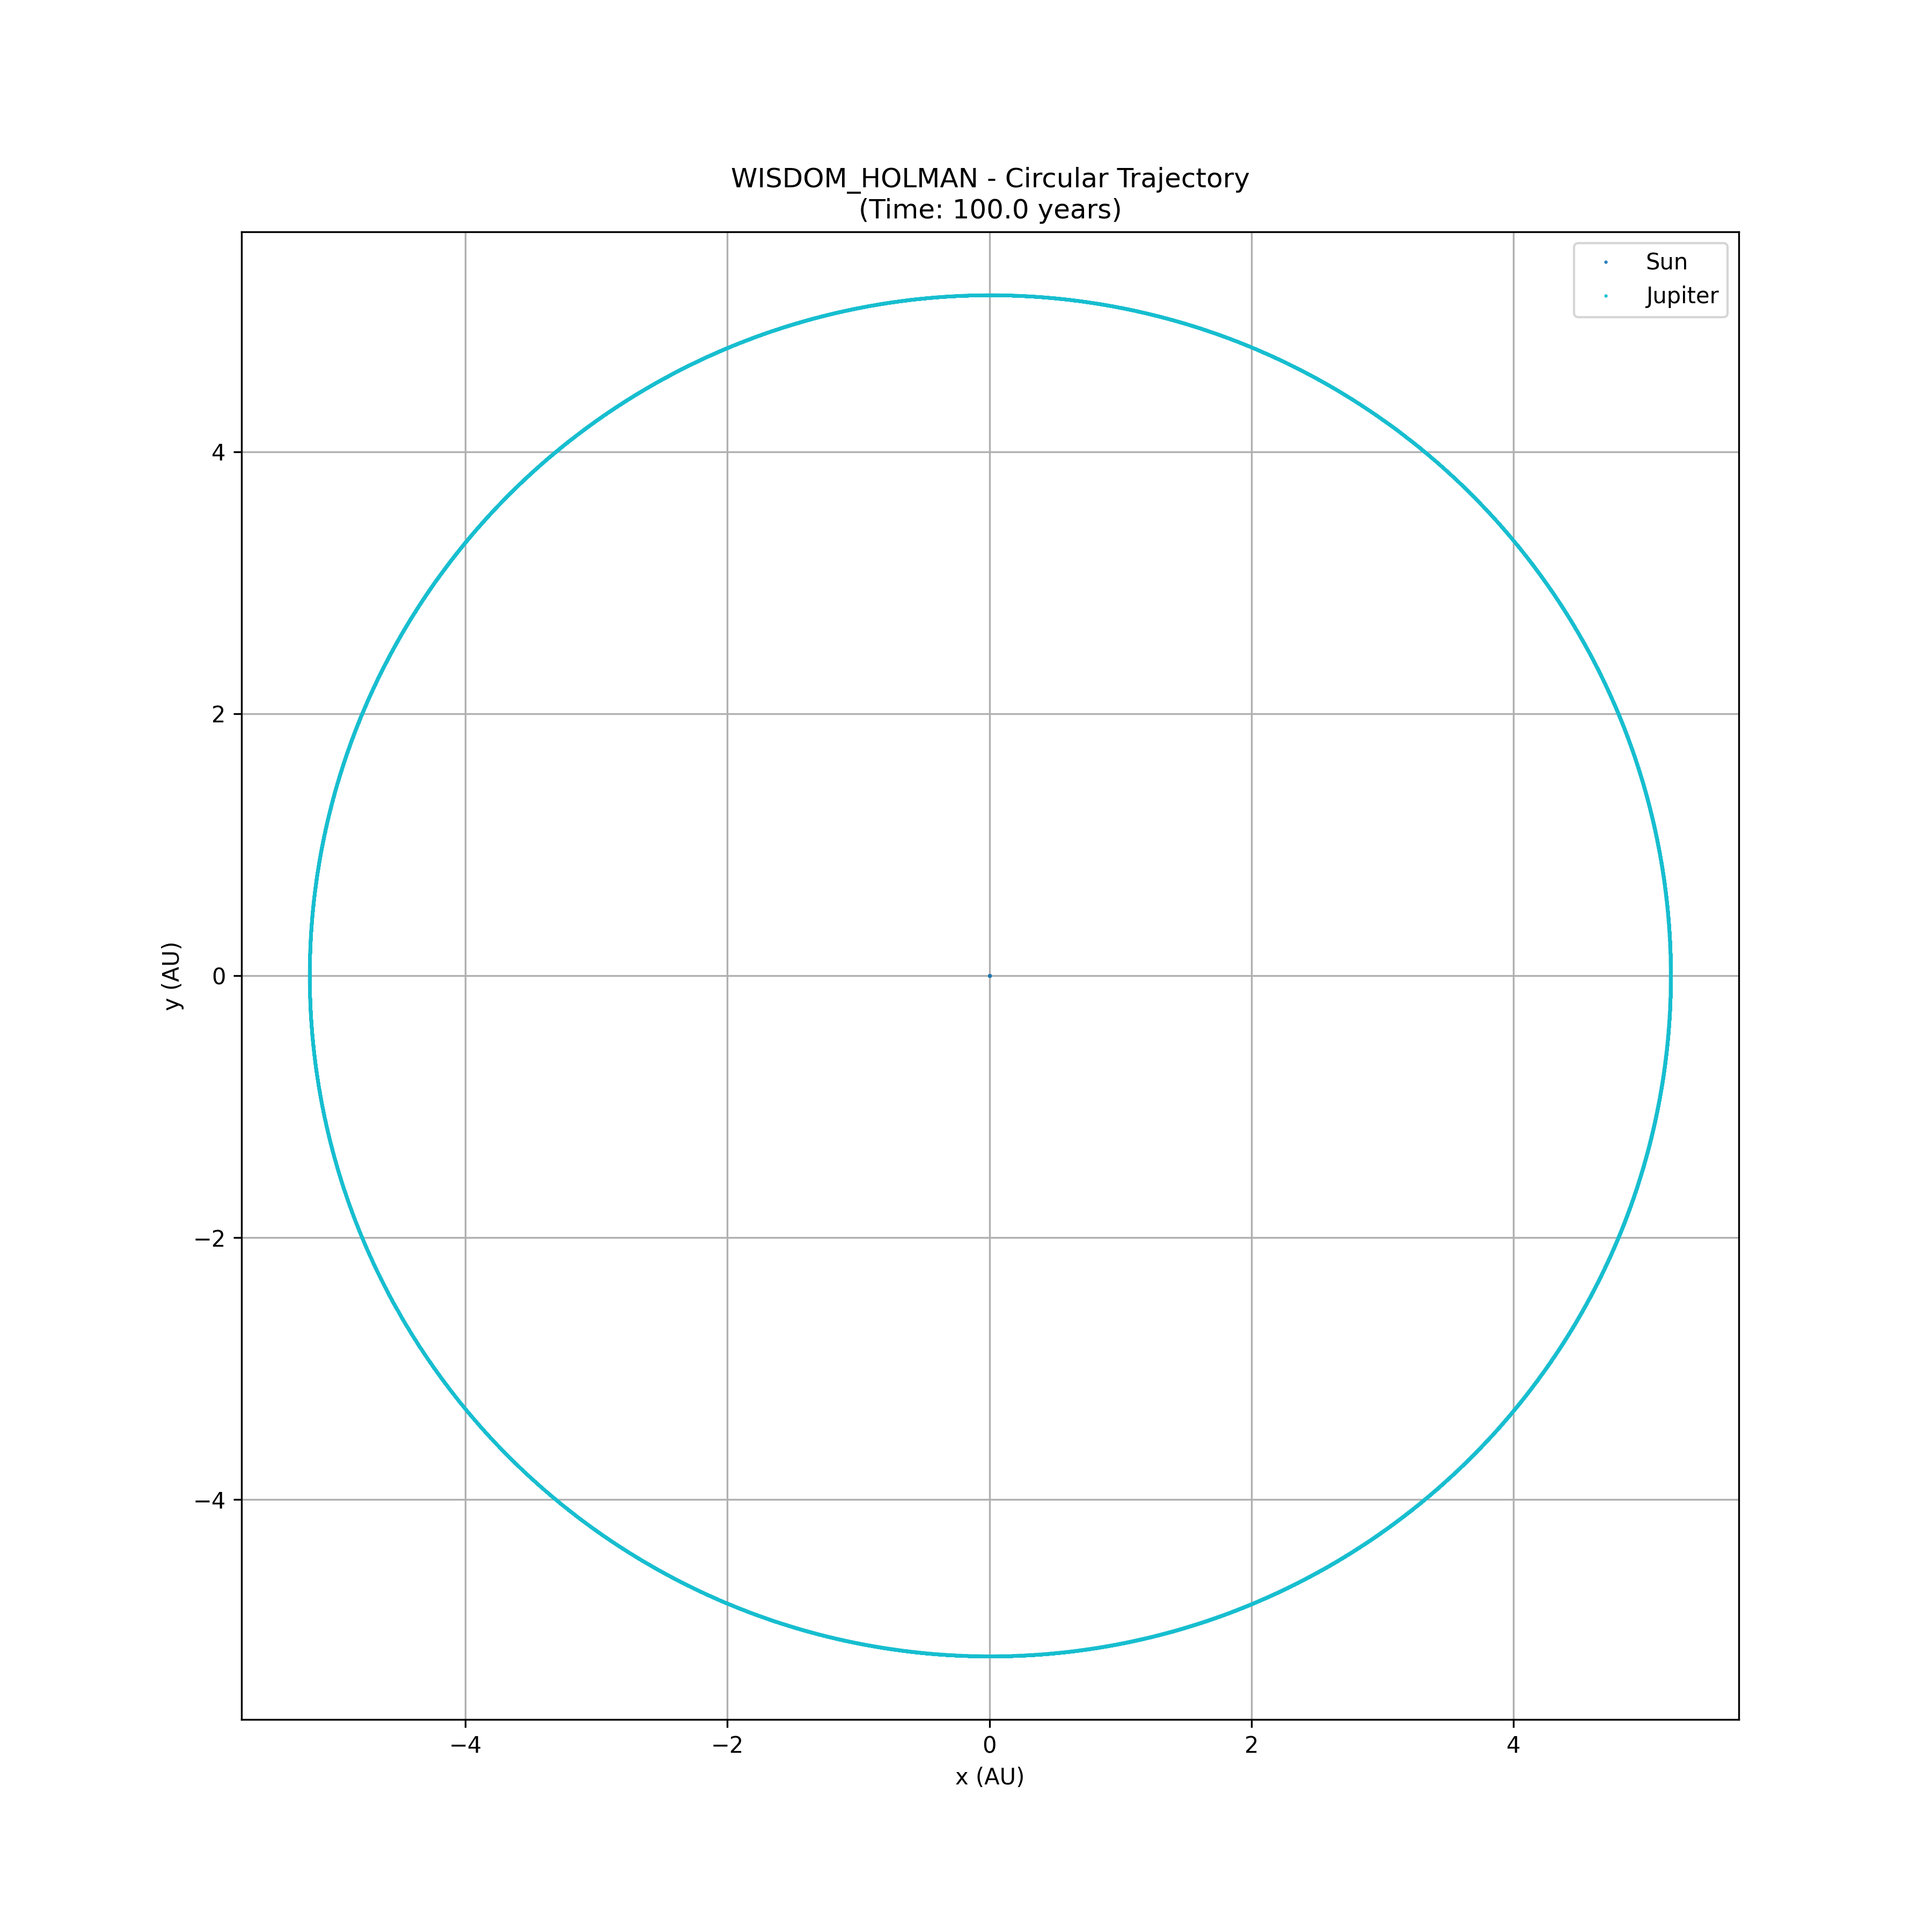 WISDOM_HOLMAN - Circular Trajectory
(Time: 100.0 years)
Sun
Jupiter
4
2
0
−2
−4
y (AU)
−4
−2
0
2
4
x (AU)